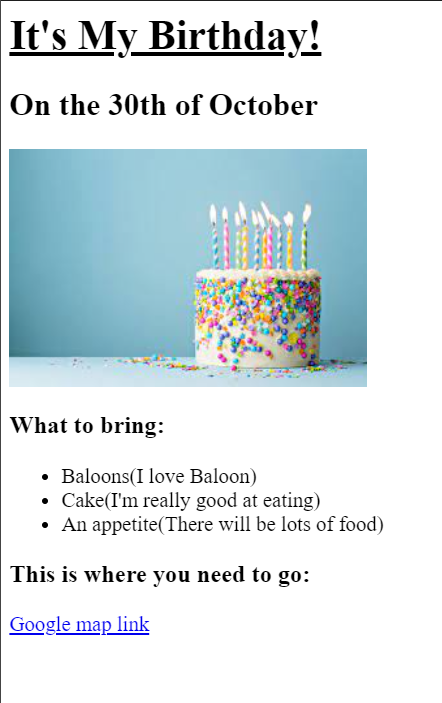 It's My Birthday!
On the 30th of October
What to bring:
Baloons(I love Baloon)
Cake(I'm really good at eating)
An appetite(There will be lots of food)
This is where you need to go:
Google map link